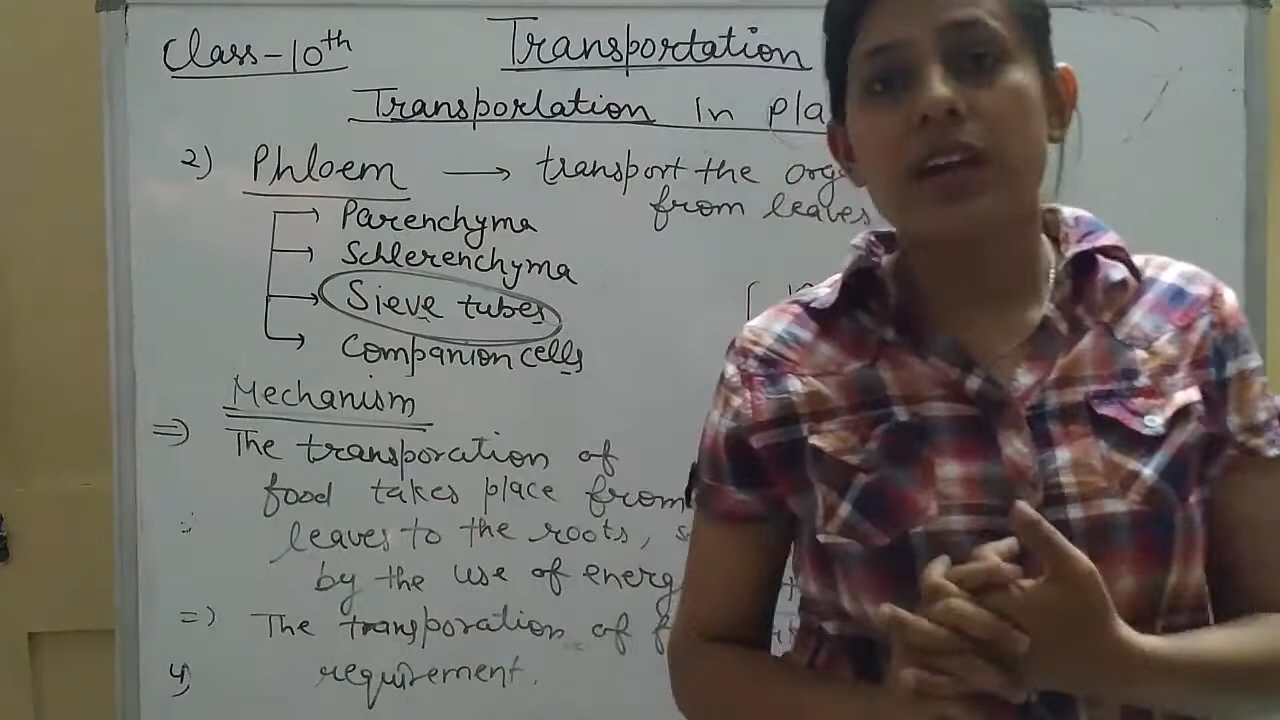 Class-10th Transportation
Transportation In pla
2) Phloem → transport the org
from leaves
Parenchyma
Schlerenchyma
Sieve tubes
Companion cells
Mechanism
⇒ The transporation of
food takes place from
leaves to the roots, s
by the use of energ
=) The transporation of f
4) requirement.